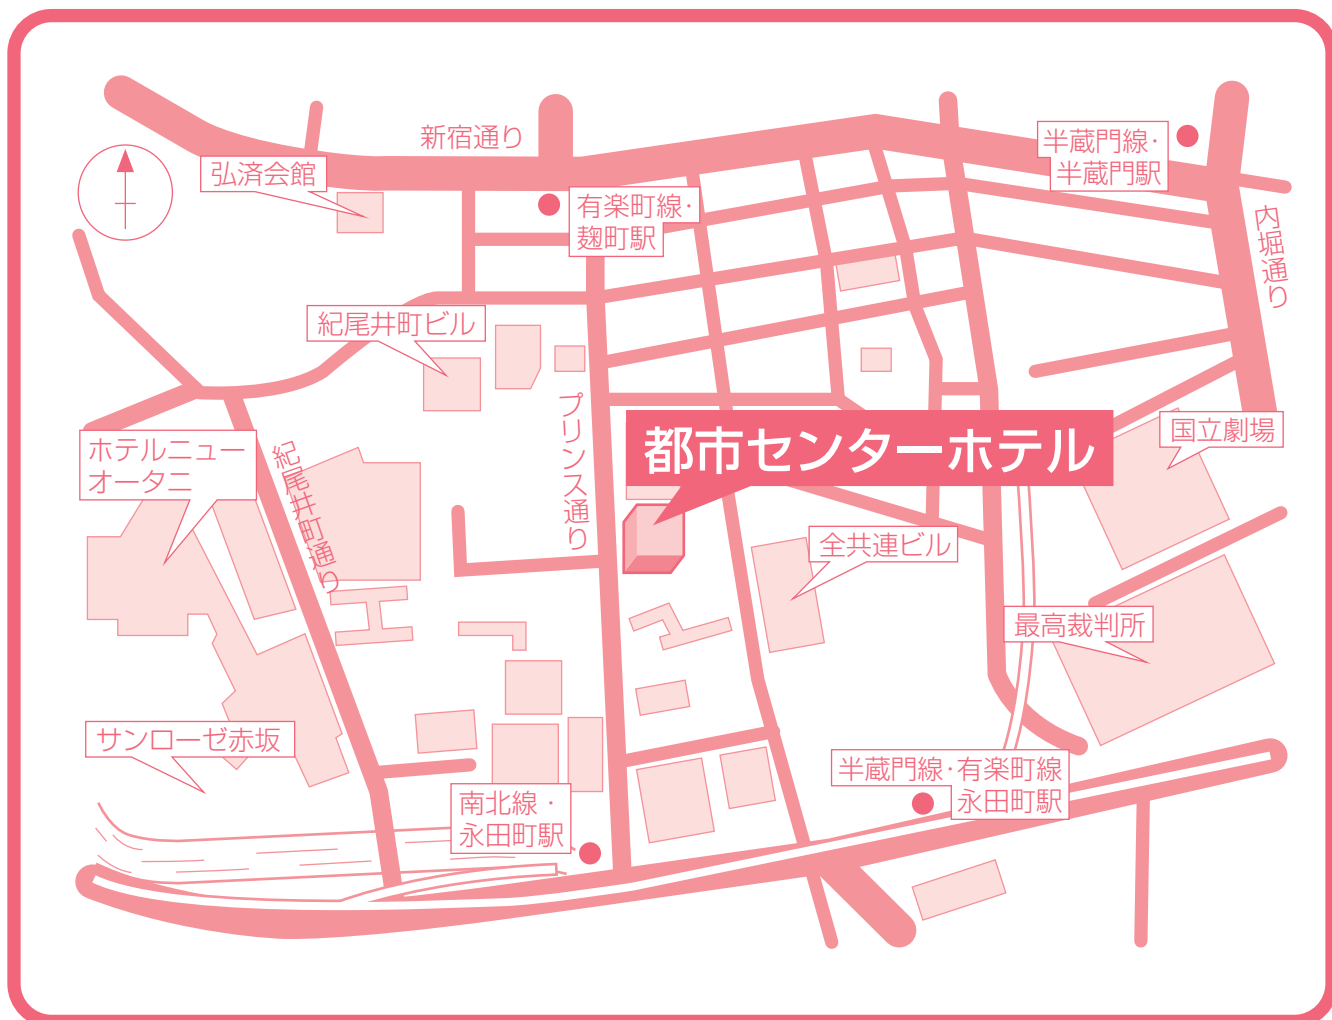 新宿通り
半蔵門線・
半蔵門駅
弘済会館
有楽町線・
麹町駅
内堀通り
紀尾井町ビル
プリンス通り
都市センターホテル
国立劇場
ホテルニュー
オータニ
紀尾井町通り
全共連ビル
最高裁判所
サンローゼ赤坂
半蔵門線・有楽町線
永田町駅
南北線・
永田町駅